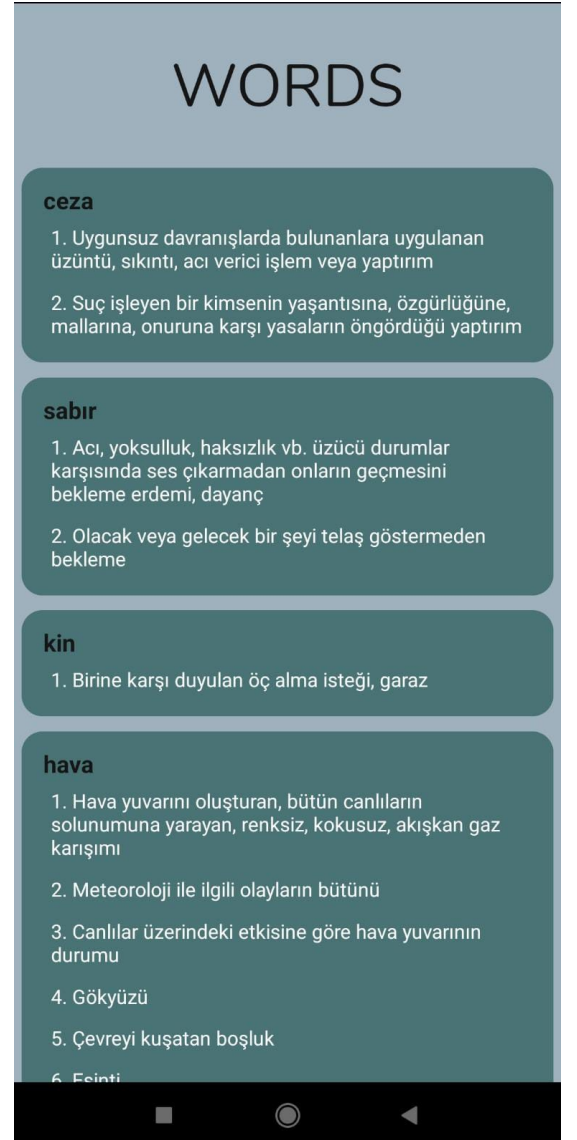 WORDS
ceza
1. Uygunsuz davranışlarda bulunanlara uygulanan
üzüntü, sıkıntı, acı verici işlem veya yaptırım
2. Suç işleyen bir kimsenin yaşantısına, özgürlüğüne,
mallarına, onuruna karşı yasaların öngördüğü yaptırım
sabır
1. Acı, yoksulluk, haksızlık vb. üzücü durumlar
karşısında ses çıkarmadan onların geçmesini
bekleme erdemi, dayanç
2. Olacak veya gelecek bir şeyi telaş göstermeden
bekleme
kin
1. Birine karşı duyulan öç alma isteği, garaz
hava
1. Hava yuvarını oluşturan, bütün canlıların
solunumuna yarayan, renksiz, kokusuz, akışkan gaz
karışımı
2. Meteoroloji ile ilgili olayların bütünü
3. Canlılar üzerindeki etkisine göre hava yuvarının
durumu
4. Gökyüzü
5. Çevreyi kuşatan boşluk
6. Esinti